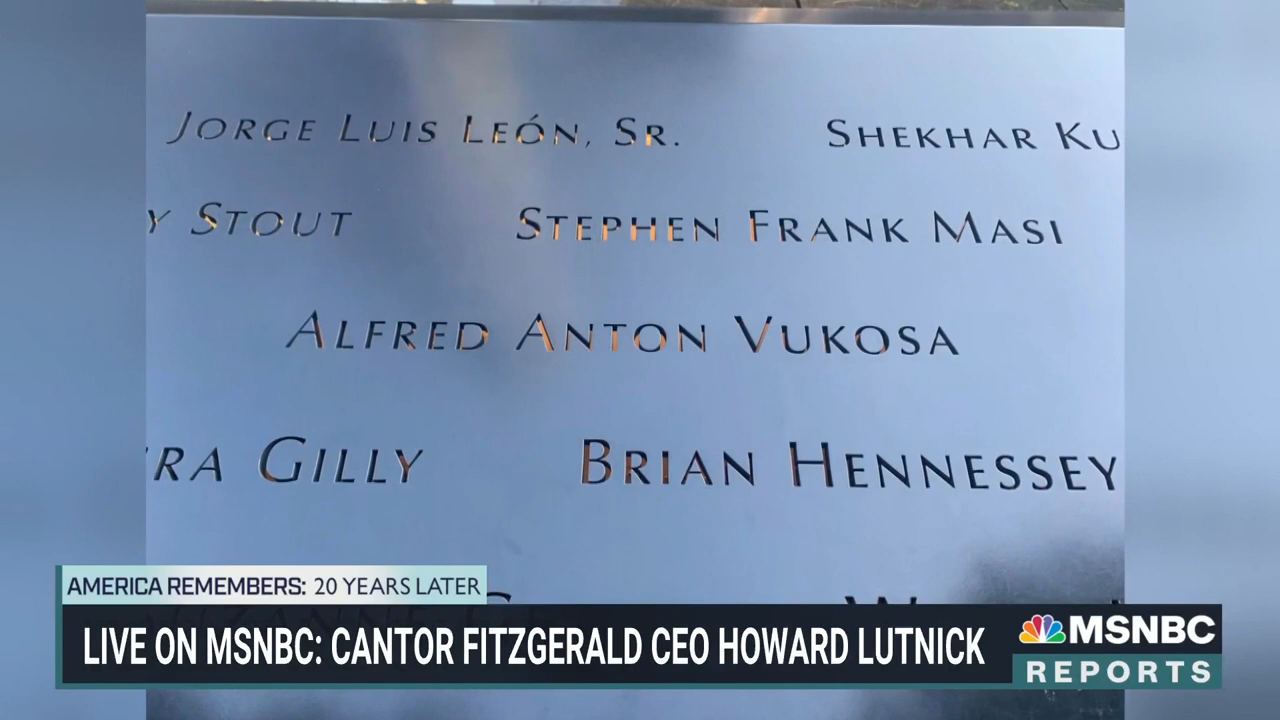 JORGE LUIS LEÓN, SR. SHEKHAR KU
Y STOUT STEPHEN FRANK MASI
ALFRED ANTON VUKOSA
RA GILLY BRIAN HENNESSEY
AMERICA REMEMBERS: 20 YEARS LATER
LIVE ON MSNBC: CANTOR FITZGERALD CEO HOWARD LUTNICK
MSNBC
REPORTS